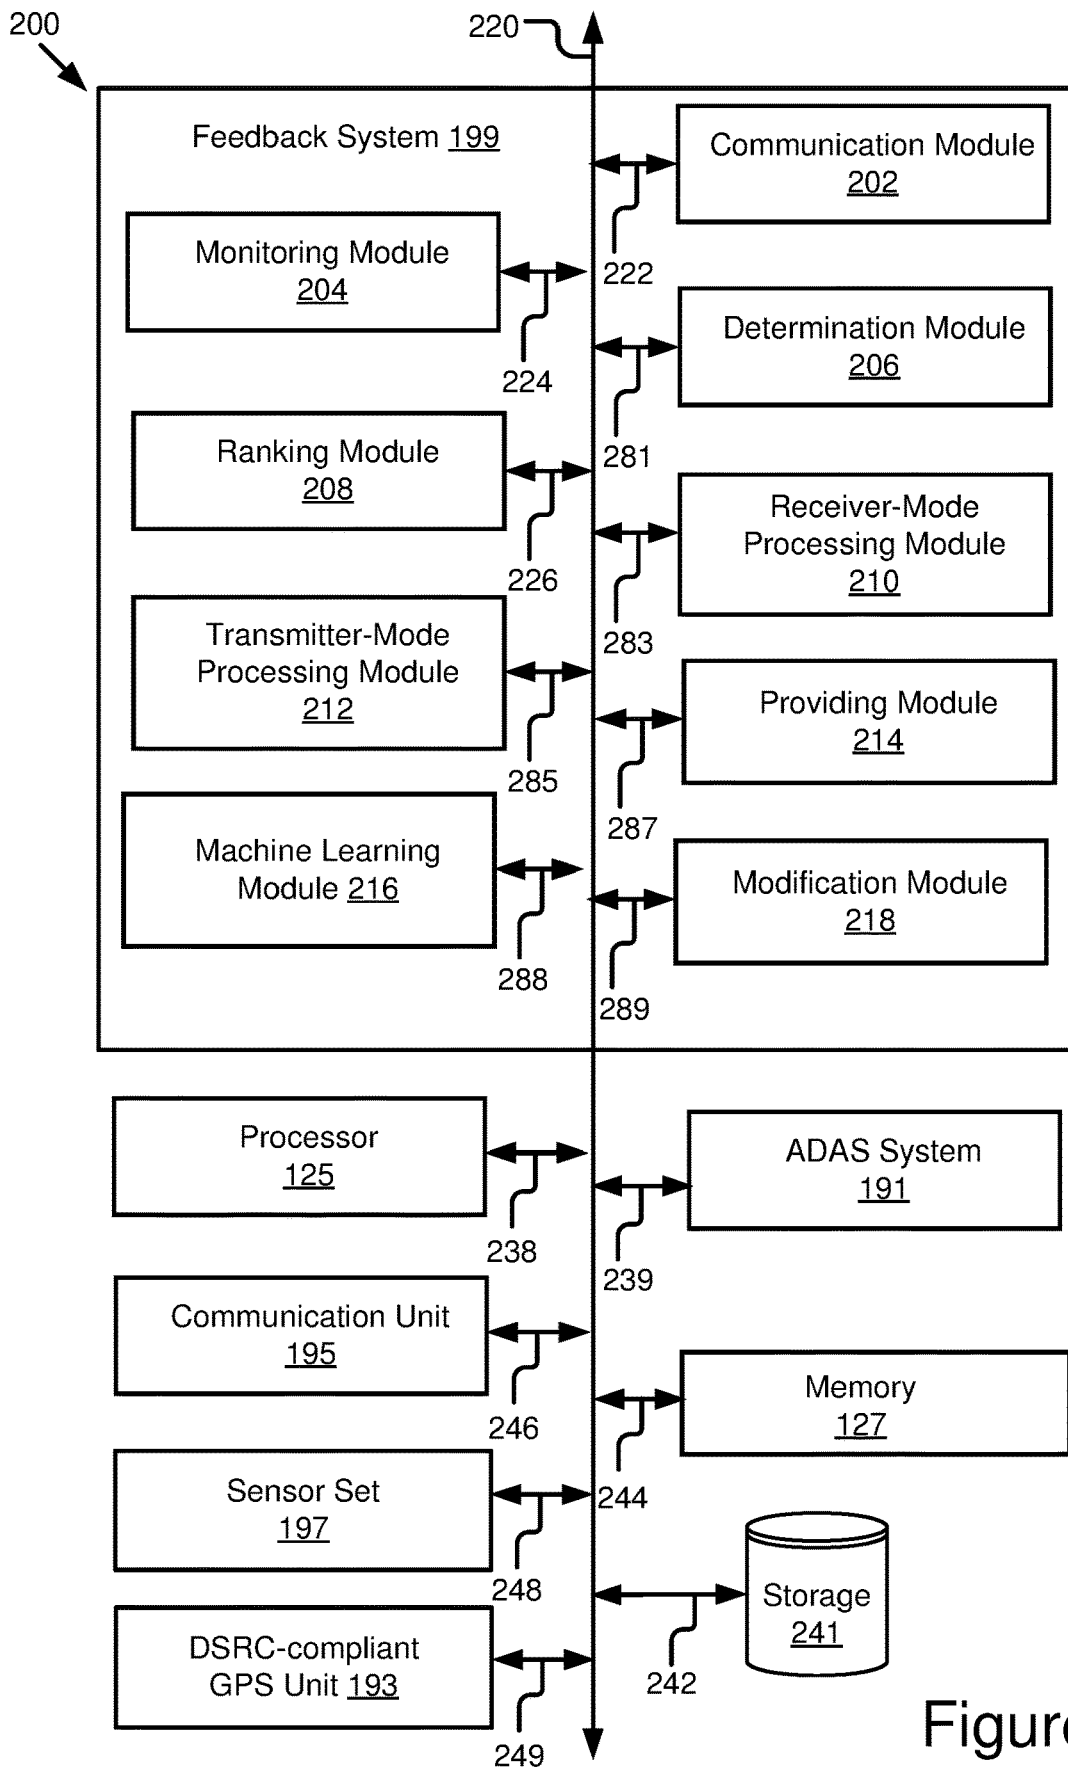 200
220
Feedback System 199
Communication Module
202
222
Monitoring Module
204
224
Determination Module
206
281
Ranking Module
208
226
Receiver-Mode
Processing Module
210
283
Transmitter-Mode
Processing Module
212
285
Providing Module
214
287
Machine Learning
Module 216
288
Modification Module
218
289
Processor
125
238
ADAS System
191
239
Communication Unit
195
246
Memory
127
244
Sensor Set
197
248
Storage
241
242
DSRC-compliant
GPS Unit 193
249
Figure